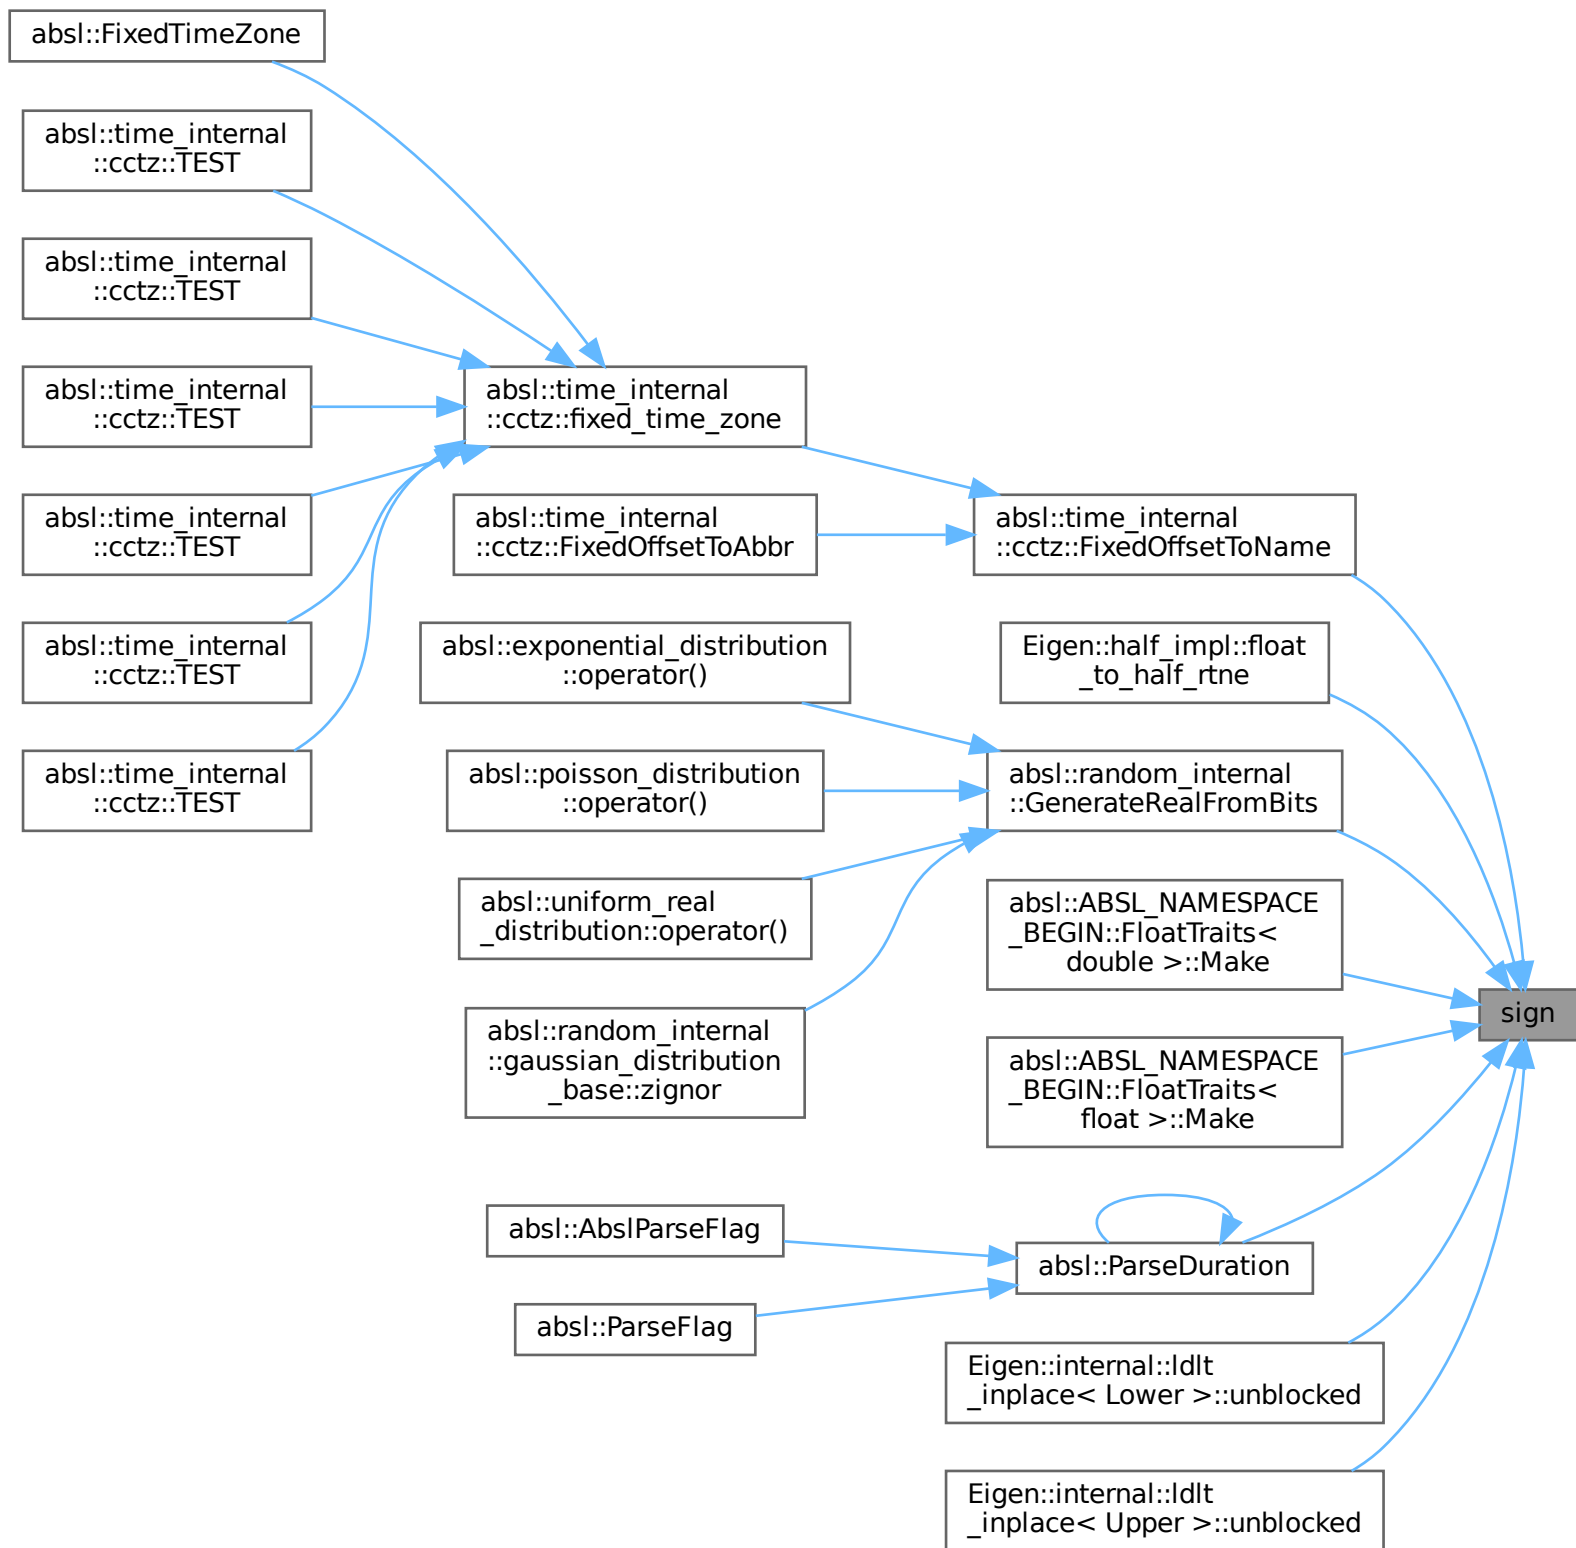 absl::FixedTimeZone
absl::time_internal
::cctz::TEST
absl::time_internal
::cctz::TEST
absl::time_internal
::cctz::TEST
absl::time_internal
::cctz::TEST
absl::time_internal
::cctz::TEST
absl::time_internal
::cctz::TEST
absl::time_internal
::cctz::fixed_time_zone
absl::time_internal
::cctz::FixedOffsetToAbbr
absl::time_internal
::cctz::FixedOffsetToName
absl::exponential_distribution
::operator()
Eigen::half_impl::float
_to_half_rtne
absl::poisson_distribution
::operator()
absl::random_internal
::GenerateRealFromBits
absl::uniform_real
_distribution::operator()
absl::ABSL_NAMESPACE
_BEGIN::FloatTraits<
double >::Make
sign
absl::random_internal
::gaussian_distribution
_base::zignor
absl::ABSL_NAMESPACE
_BEGIN::FloatTraits<
float >::Make
absl::AbslParseFlag
absl::ParseDuration
absl::ParseFlag
Eigen::internal::ldlt
_inplace< Lower >::unblocked
Eigen::internal::ldlt
_inplace< Upper >::unblocked